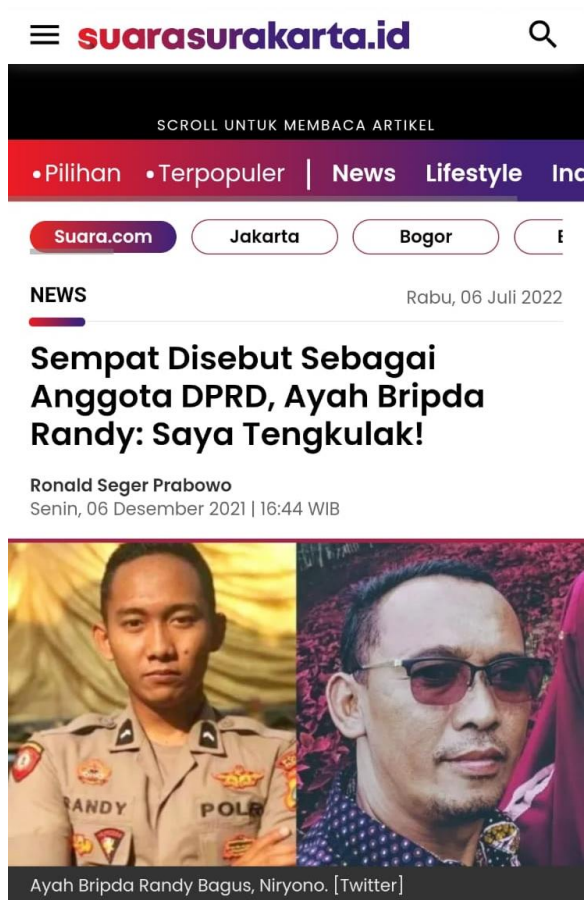 suarasurakarta.id
SCROLL UNTUK MEMBACA ARTIKEL
•Pilihan •Terpopuler | News Lifestyle Ind
Suara.com Jakarta Bogor
NEWS Rabu, 06 Juli 2022
Sempat Disebut Sebagai
Anggota DPRD, Ayah Bripda
Randy: Saya Tengkulak!
Ronald Seger Prabowo
Senin, 06 Desember 2021 | 16:44 WIB
RANDY POLRI
Ayah Bripda Randy Bagus, Niryono. [Twitter]